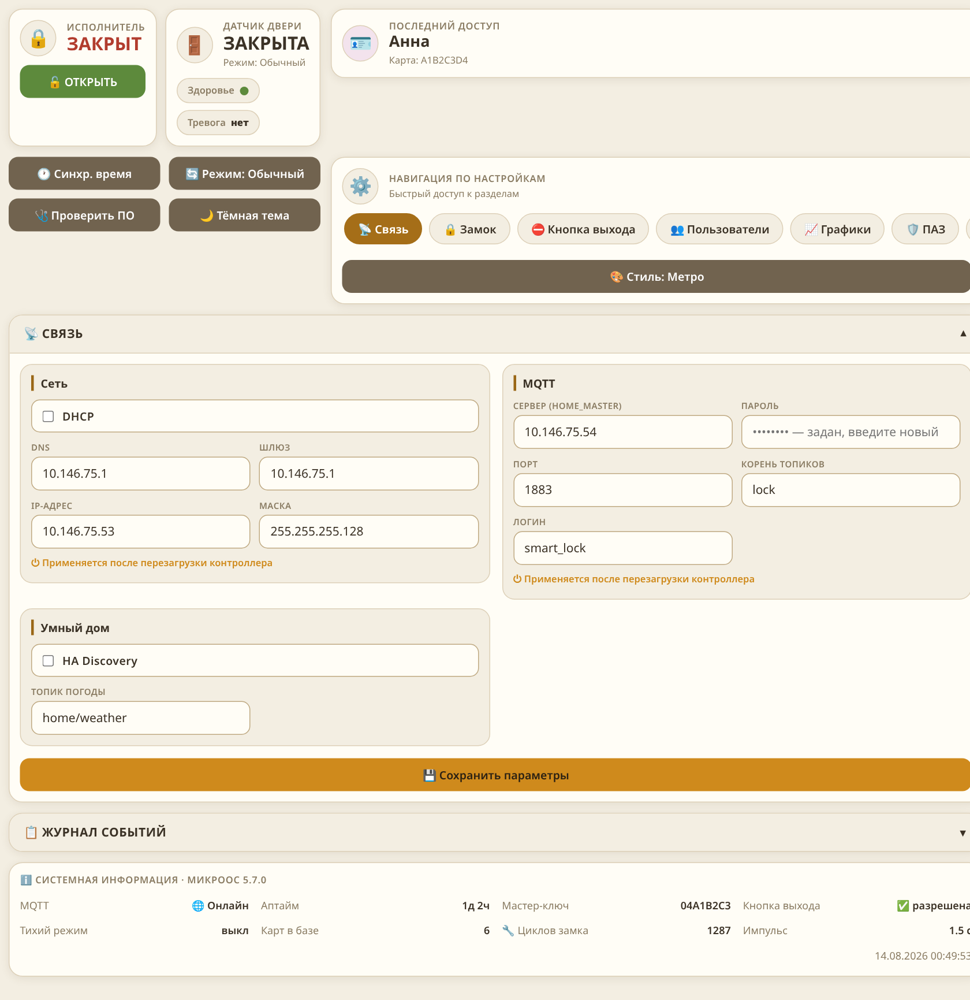 ИСПОЛНИТЕЛЬ
ЗАКРЫТ
ОТКРЫТЬ
ДАТЧИК ДВЕРИ
ЗАКРЫТА
Режим: Обычный
Здоровье
Тревога нет
ПОСЛЕДНИЙ ДОСТУП
Анна
Карта: A1B2C3D4
Синхр. время
Режим: Обычный
Проверить ПО
Тёмная тема
НАВИГАЦИЯ ПО НАСТРОЙКАМ
Быстрый доступ к разделам
Связь
Замок
Кнопка выхода
Пользователи
Графики
ПАЗ
Стиль: Метро
СВЯЗЬ
Сеть
DHCP
DNS
ШЛЮЗ
10.146.75.1
10.146.75.1
IP-АДРЕС
МАСКА
10.146.75.53
255.255.255.128
Применяется после перезагрузки контроллера
MQTT
СЕРВЕР (HOME_MASTER)
ПАРОЛЬ
10.146.75.54
•••••••• — задан, введите новый
ПОРТ
КОРЕНЬ ТОПИКОВ
1883
lock
ЛОГИН
smart_lock
Применяется после перезагрузки контроллера
Умный дом
HA Discovery
ТОПИК ПОГОДЫ
home/weather
Сохранить параметры
ЖУРНАЛ СОБЫТИЙ
СИСТЕМНАЯ ИНФОРМАЦИЯ · МИКРООС 5.7.0
MQTT Онлайн Аптайм 1д 2ч Мастер-ключ 04A1B2C3 Кнопка выхода разрешена
Тихий режим выкл Карт в базе 6 Циклов замка 1287 Импульс 1.5 с
14.08.2026 00:49:53